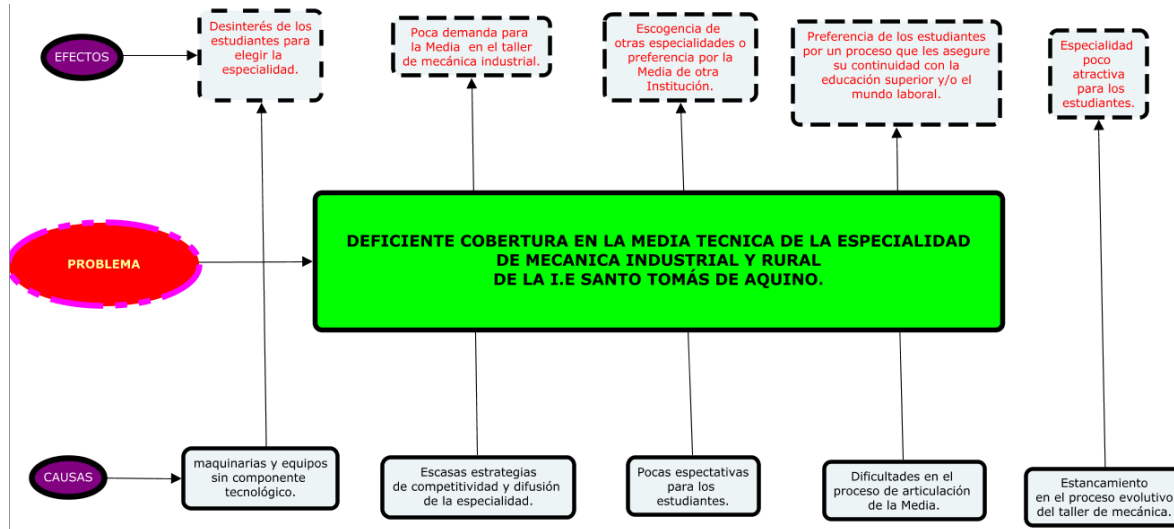 EFECTOS
Desinterés de los
estudiantes para
elegir la
especialidad.
Poca demanda para
la Media en el taller
de mecánica industrial.
Escogencia de
otras especialidades o
preferencia por la
Media de otra
Institución.
Preferencia de los estudiantes
por un proceso que les asegure
su continuidad con la
educación superior y/o el
mundo laboral.
Especialidad
poco
atractiva
para los
estudiantes.
PROBLEMA
DEFICIENTE COBERTURA EN LA MEDIA TECNICA DE LA ESPECIALIDAD
DE MECANICA INDUSTRIAL Y RURAL
DE LA I.E SANTO TOMÁS DE AQUINO.
CAUSAS
maquinarias y equipos
sin componente
tecnológico.
Escasas estrategias
de competitividad y difusión
de la especialidad.
Pocas espectativas
para los
estudiantes.
Dificultades en el
proceso de articulación
de la Media.
Estancamiento
en el proceso evolutivo
del taller de mecánica.